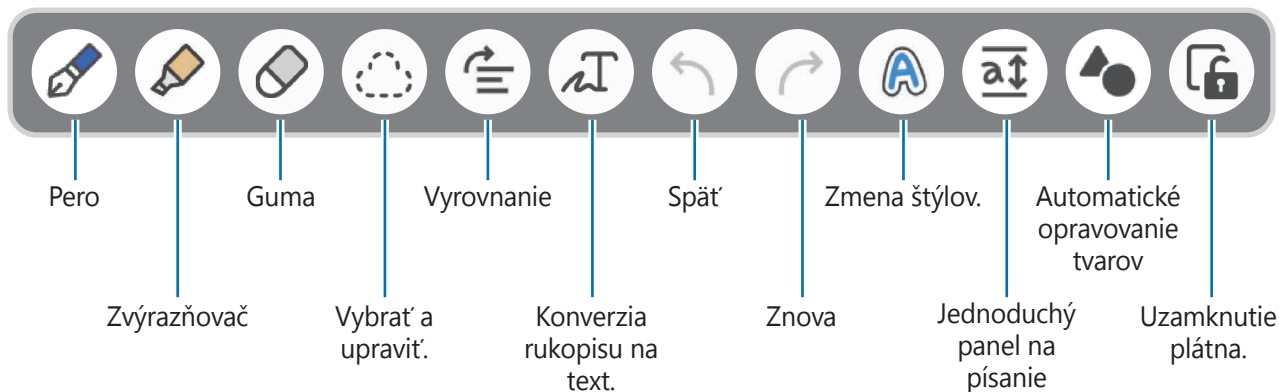 Pero
Guma
Vyrovnanie
Späť
Zmena štýlov.
Automatické
opravovanie
tvarov
Zvýrazňovač
Vybrať a
upraviť.
Konverzia
rukopisu na
text.
Znova
Jednoduchý
panel na
písanie
Uzamknutie
plátna.